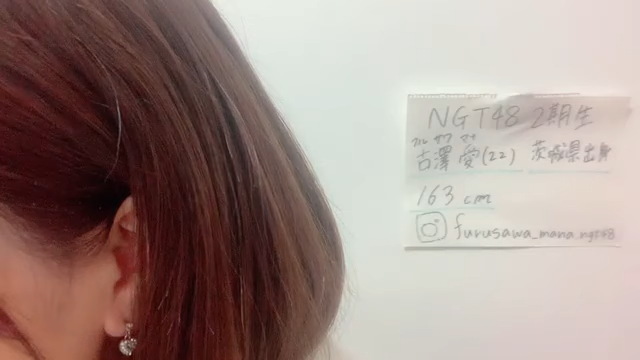 NGT48 2期生
フルサワ マナ
古澤 愛(22) 茨城県出身
163cm
furusawa_mana_ngt48